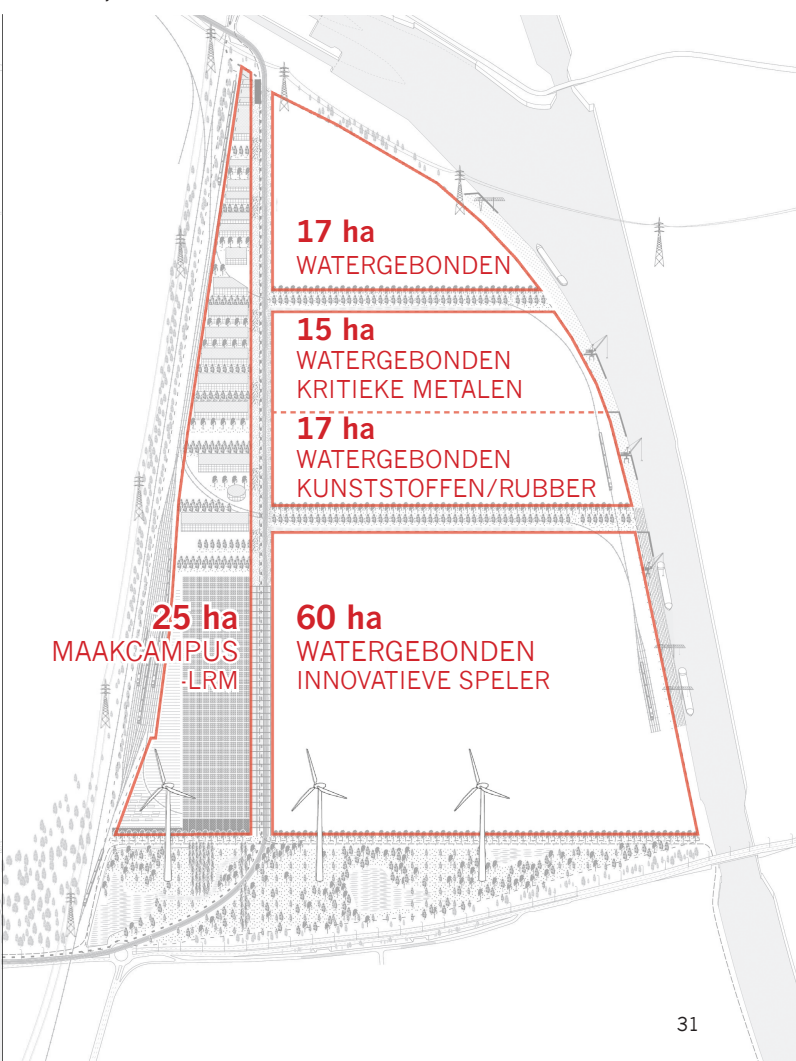 17 ha
WATERGEBONDEN
15 ha
WATERGEBONDEN
KRITIEKE METALEN
17 ha
WATERGEBONDEN
KUNSTSTOFFEN/RUBBER
25 ha
MAAKCAMPUS
-LRM
60 ha
WATERGEBONDEN
INNOVATIEVE SPELER
31